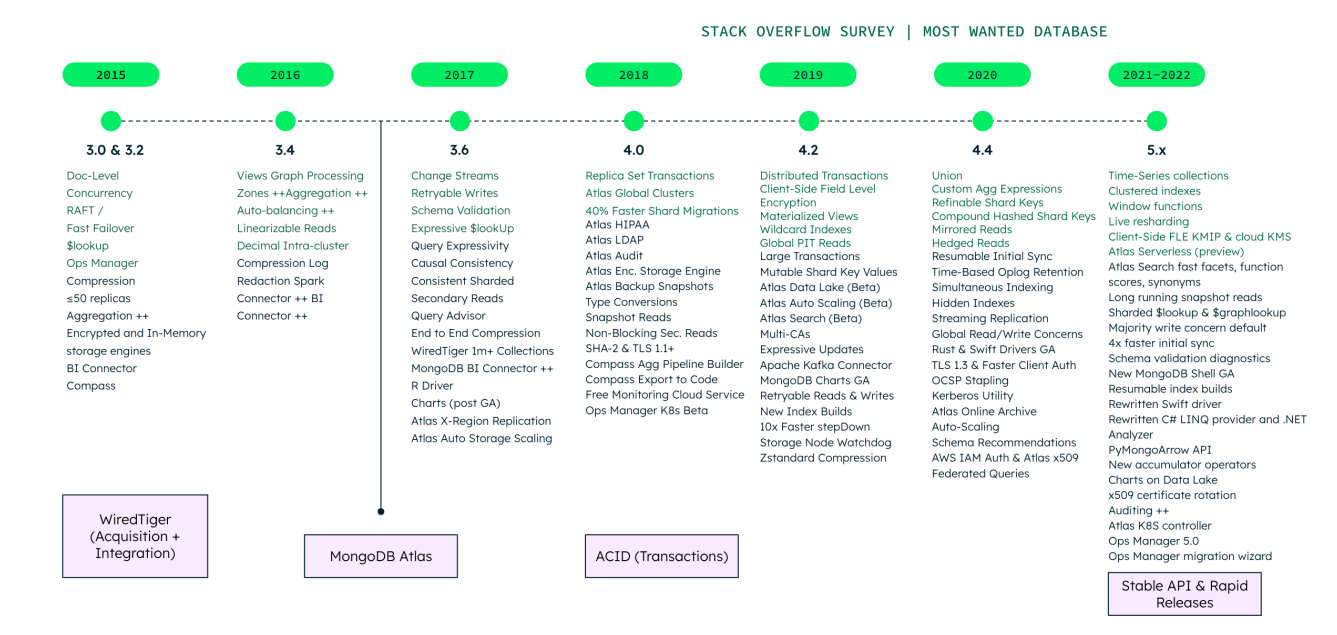 STACK OVERFLOW SURVEY | MOST WANTED DATABASE
2015
3.0 & 3.2
Doc-Level
Concurrency
RAFT /
Fast Failover
$lookup
Ops Manager
Compression
≤50 replicas
Aggregation ++
Encrypted and In-Memory
storage engines
BI Connector
Compass
WiredTiger
(Acquisition +
Integration)
2016
3.4
Views Graph Processing
Zones ++Aggregation ++
Auto-balancing ++
Linearizable Reads
Decimal Intra-cluster
Compression Log
Redaction Spark
Connector ++ BI
Connector ++
MongoDB Atlas
2017
3.6
Change Streams
Retryable Writes
Schema Validation
Expressive $lookUp
Query Expressivity
Causal Consistency
Consistent Sharded
Secondary Reads
Query Advisor
End to End Compression
WiredTiger 1m+ Collections
MongoDB BI Connector ++
R Driver
Charts (post GA)
Atlas X-Region Replication
Atlas Auto Storage Scaling
2018
4.0
Replica Set Transactions
Atlas Global Clusters
40% Faster Shard Migrations
Atlas HIPAA
Atlas LDAP
Atlas Audit
Atlas Enc. Storage Engine
Atlas Backup Snapshots
Type Conversions
Snapshot Reads
Non-Blocking Sec. Reads
SHA-2 & TLS 1.1+
Compass Agg Pipeline Builder
Compass Export to Code
Free Monitoring Cloud Service
Ops Manager K8s Beta
ACID (Transactions)
2019
4.2
Distributed Transactions
Client-Side Field Level
Encryption
Materialized Views
Wildcard Indexes
Global PIT Reads
Large Transactions
Mutable Shard Key Values
Atlas Data Lake (Beta)
Atlas Auto Scaling (Beta)
Atlas Search (Beta)
Multi-CAs
Expressive Updates
Apache Kafka Connector
MongoDB Charts GA
Retryable Reads & Writes
New Index Builds
10x Faster stepDown
Storage Node Watchdog
Zstandard Compression
2020
4.4
Union
Custom Agg Expressions
Refinable Shard Keys
Compound Hashed Shard Keys
Mirrored Reads
Hedged Reads
Resumable Initial Sync
Time-Based Oplog Retention
Simultaneous Indexing
Hidden Indexes
Streaming Replication
Global Read/Write Concerns
Rust & Swift Drivers GA
TLS 1.3 & Faster Client Auth
OCSP Stapling
Kerberos Utility
Atlas Online Archive
Auto-Scaling
Schema Recommendations
AWS IAM Auth & Atlas x509
Federated Queries
2021-2022
5.x
Time-Series collections
Clustered indexes
Window functions
Live resharding
Client-Side FLE KMIP & cloud KMS
Atlas Serverless (preview)
Atlas Search fast facets, function
scores, synonyms
Long running snapshot reads
Sharded $lookup & $graphlookup
Majority write concern default
4x faster initial sync
Schema validation diagnostics
New MongoDB Shell GA
Resumable index builds
Rewritten Swift driver
Rewritten C# LINQ provider and .NET
Analyzer
PyMongoArrow API
New accumulator operators
Charts on Data Lake
x509 certificate rotation
Auditing ++
Atlas K8S controller
Ops Manager 5.0
Ops Manager migration wizard
Stable API & Rapid
Releases